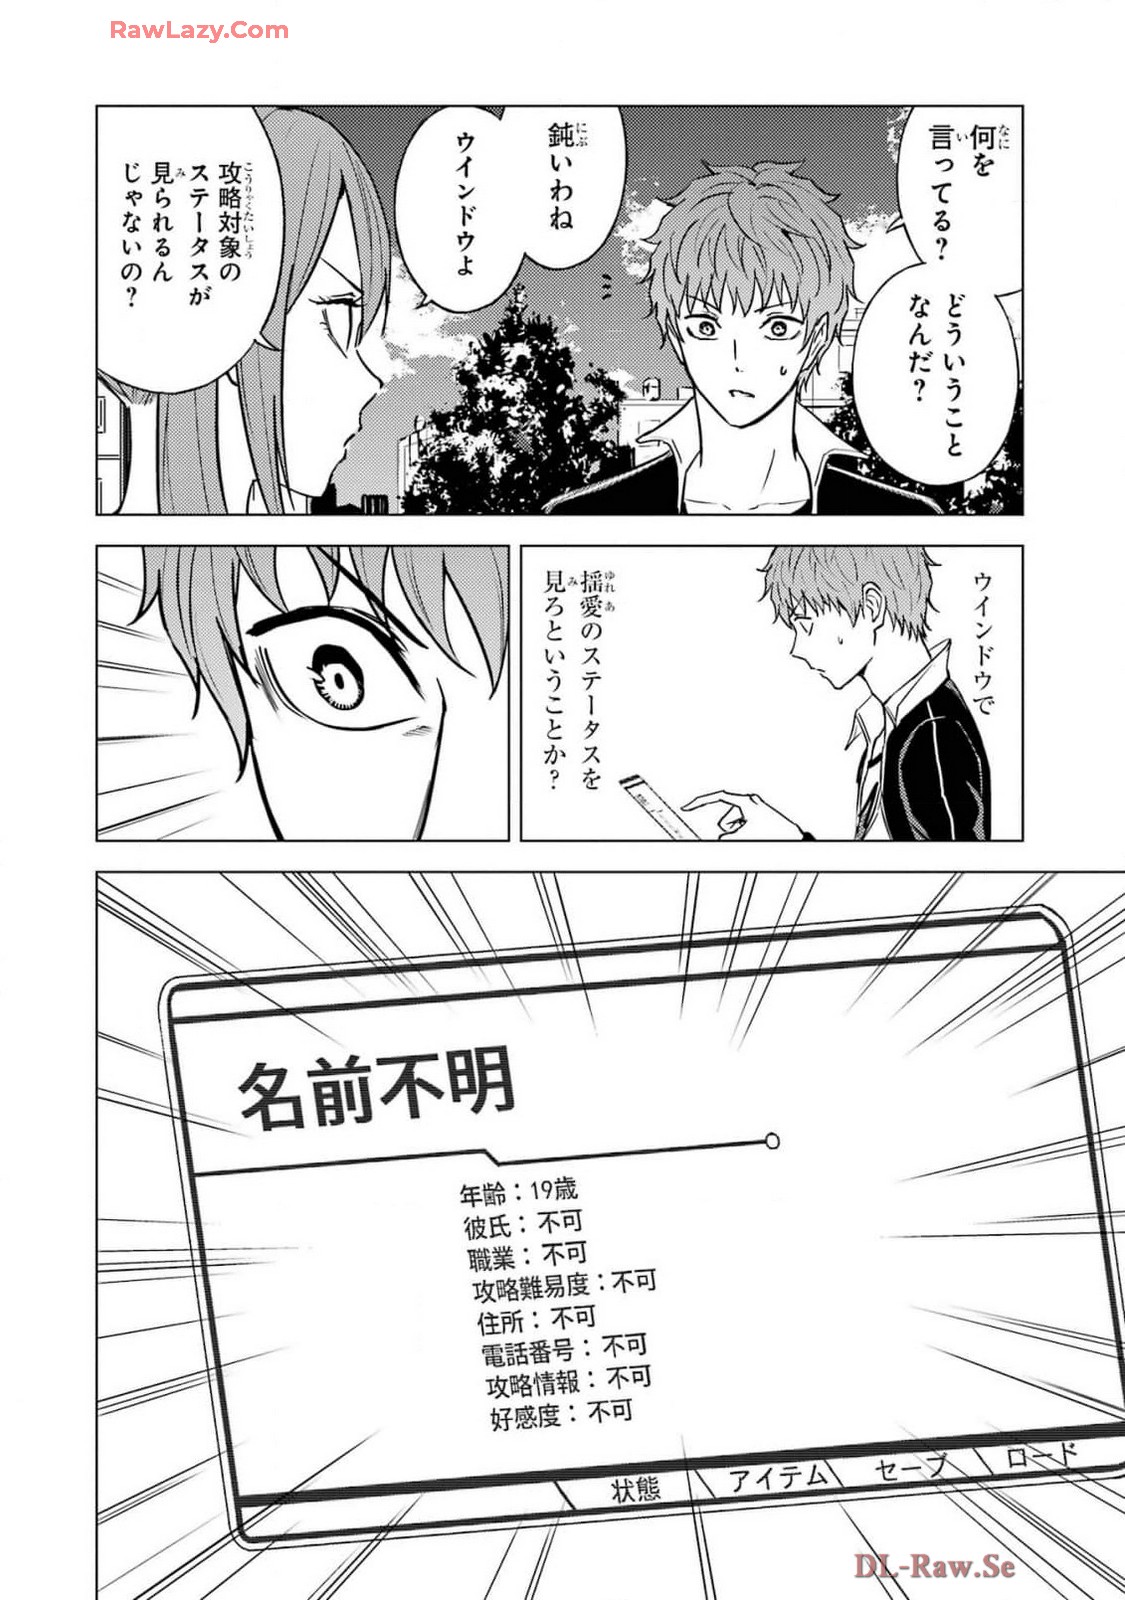 RawLazy.Com
何を
言ってる？
どういうこと
なんだ？
鈍いわね
ウインドウよ
攻略対象の
ステータスが
見られるん
じゃないの？
ウインドウで
揺愛のステータスを
見ろということか？
名前不明
年齢：19歳
彼氏：不可
職業：不可
攻略難易度：不可
住所：不可
電話番号：不可
攻略情報：不可
好感度：不可
状態
アイテム
セーブ
ロード
DL-Raw.Se